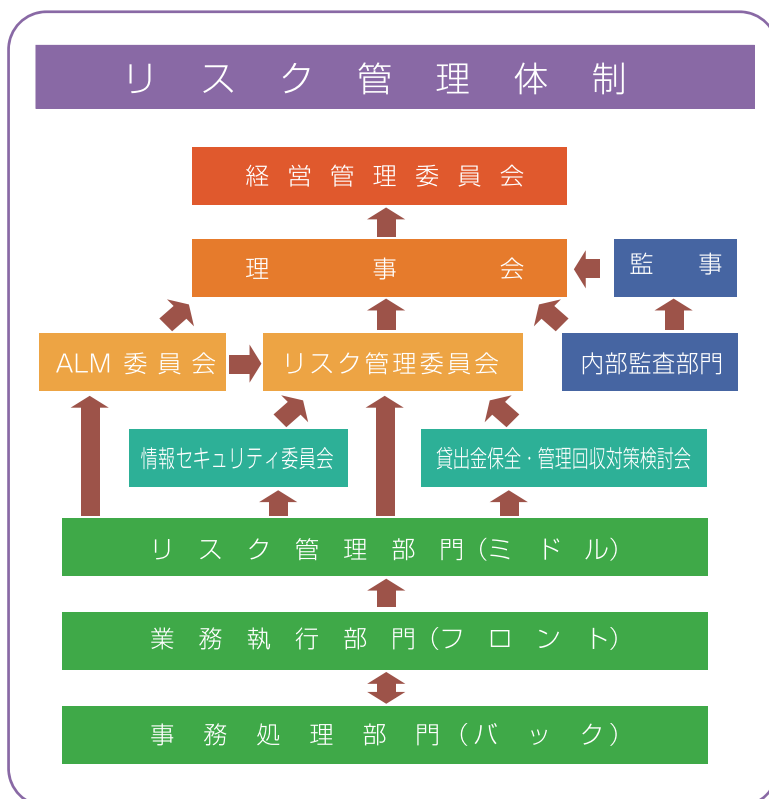 リスク管理体制
経営管理委員会
理事会
監事
ALM委員会
リスク管理委員会
内部監査部門
情報セキュリティ委員会
貸出金保全・管理回収対策検討会
リスク管理部門(ミドル)
業務執行部門(フロント)
事務処理部門(バック)